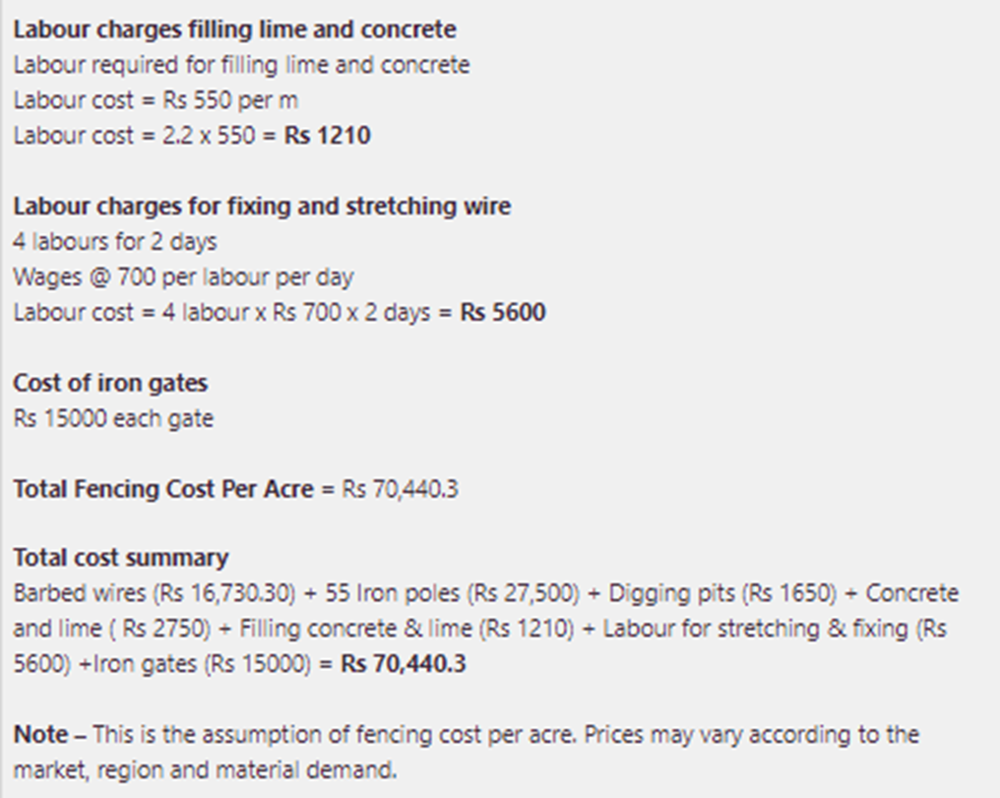 Labour charges filling lime and concrete
Labour required for filling lime and concrete
Labour cost = Rs 550 per m
Labour cost = 2.2 x 550 = Rs 1210
Labour charges for fixing and stretching wire
4 labours for 2 days
Wages @ 700 per labour per day
Labour cost = 4 labour x Rs 700 x 2 days = Rs 5600
Cost of iron gates
Rs 15000 each gate
Total Fencing Cost Per Acre = Rs 70,440.3
Total cost summary
Barbed wires (Rs 16,730.30) + 55 Iron poles (Rs 27,500) + Digging pits (Rs 1650) + Concrete
and lime ( Rs 2750) + Filling concrete & lime (Rs 1210) + Labour for stretching & fixing (Rs
5600) +Iron gates (Rs 15000) = Rs 70,440.3
Note – This is the assumption of fencing cost per acre. Prices may vary according to the
market, region and material demand.